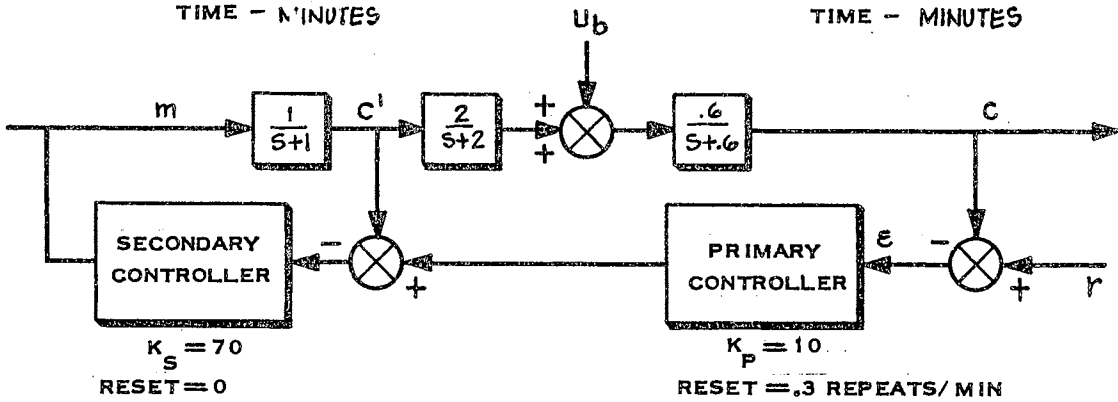 TIME - MINUTES
TIME - MINUTES
U_b
m
1
S+1
C'
2
S+2
+
+
.6
S+.6
C
SECONDARY
CONTROLLER
-
+
PRIMARY
CONTROLLER
ε
-
+
r
K_S = 70
RESET = 0
K_P = 10
RESET = .3 REPEATS/MIN